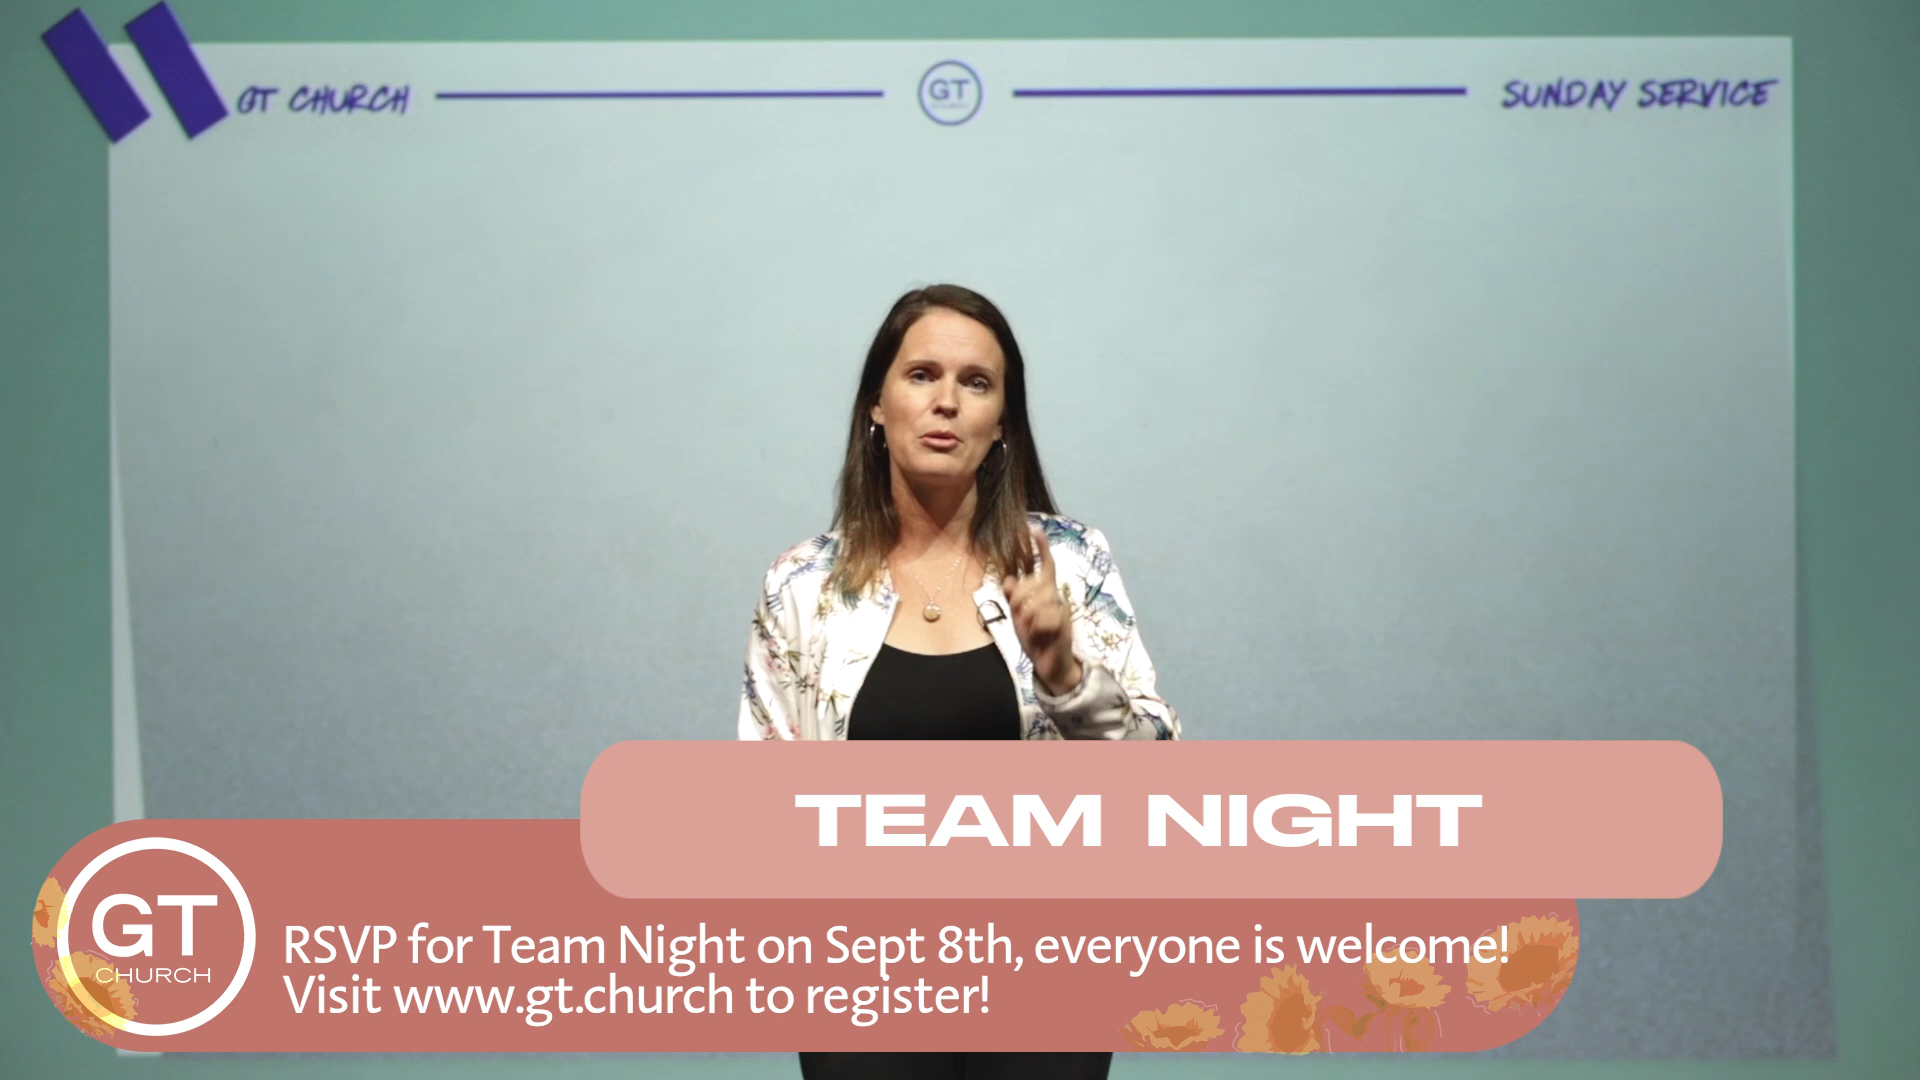 GT CHURCH
GT
SUNDAY SERVICE
TEAM NIGHT
GT
CHURCH
RSVP for Team Night on Sept 8th, everyone is welcome!
Visit www.gt.church to register!